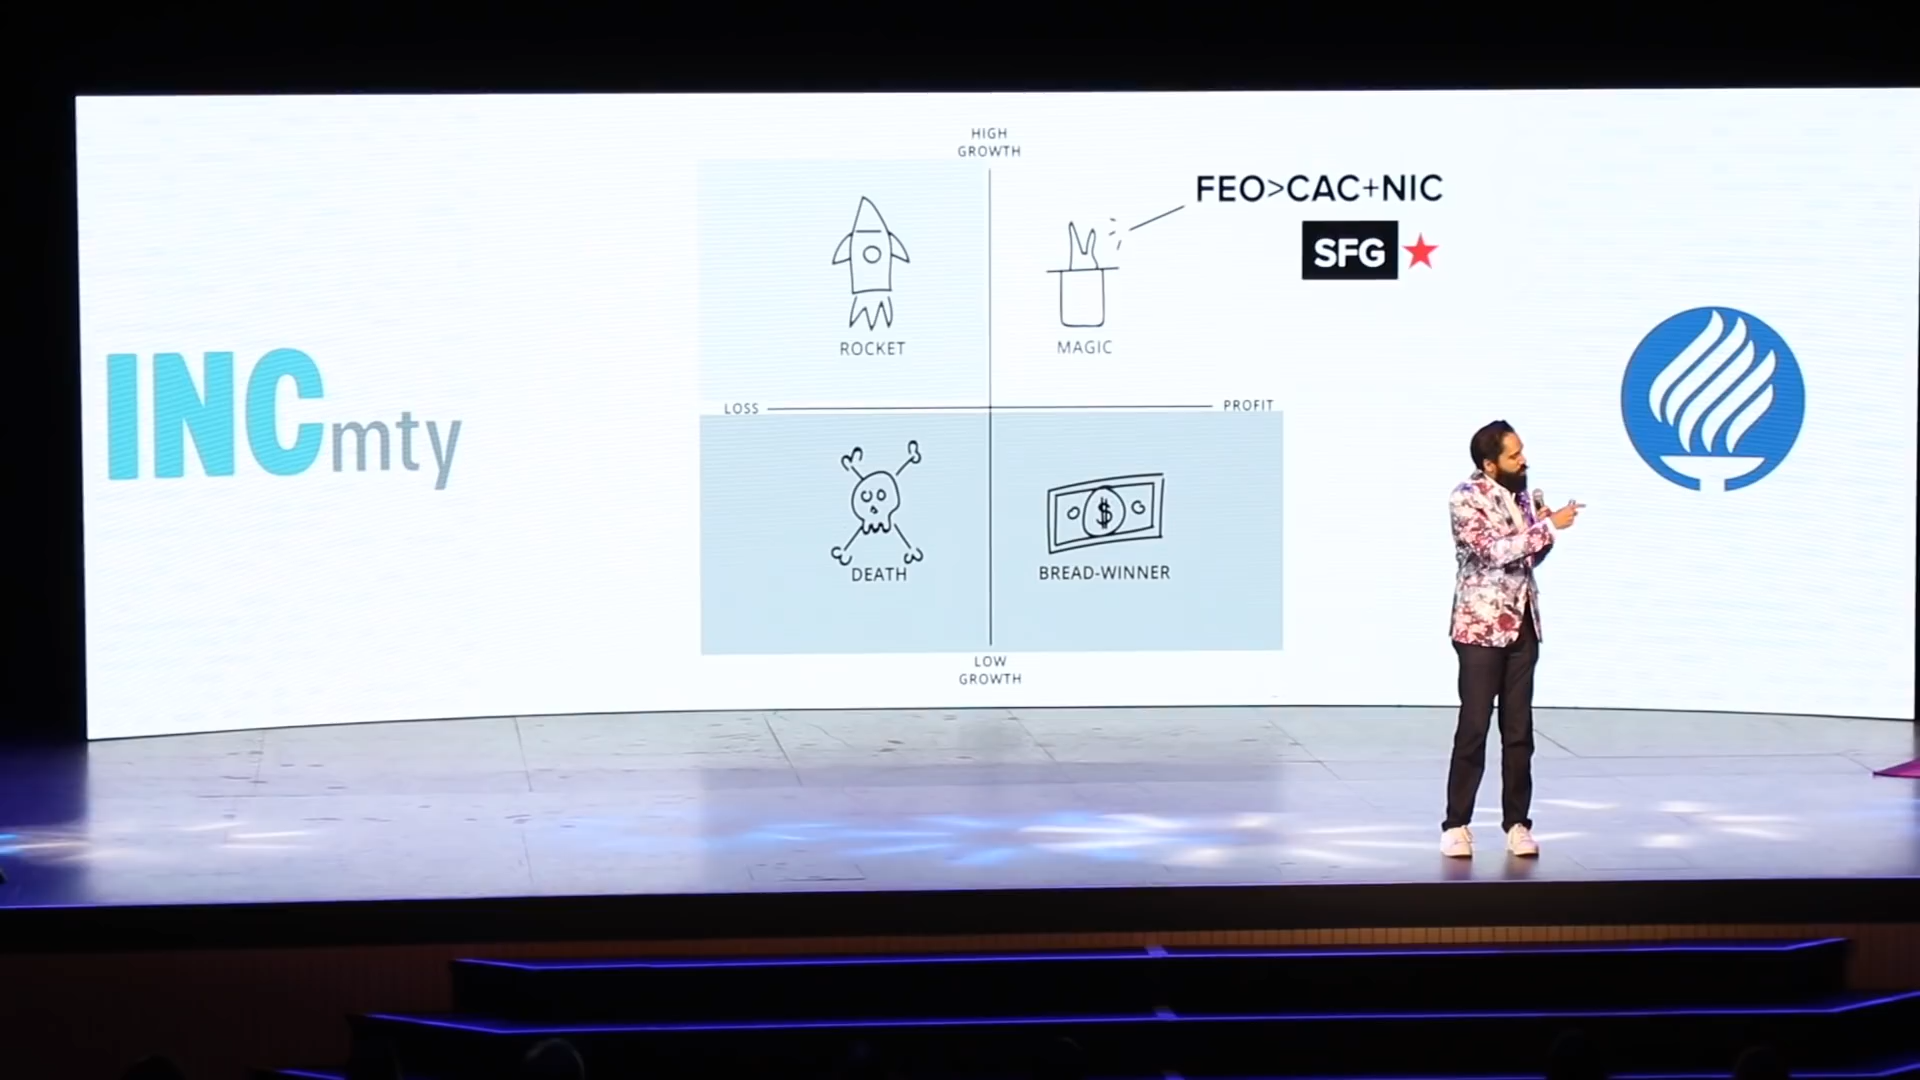 INCmty
HIGH
GROWTH
FEO>CAC+NIC
SFG
ROCKET
MAGIC
LOSS
PROFIT
$
DEATH
BREAD-WINNER
LOW
GROWTH